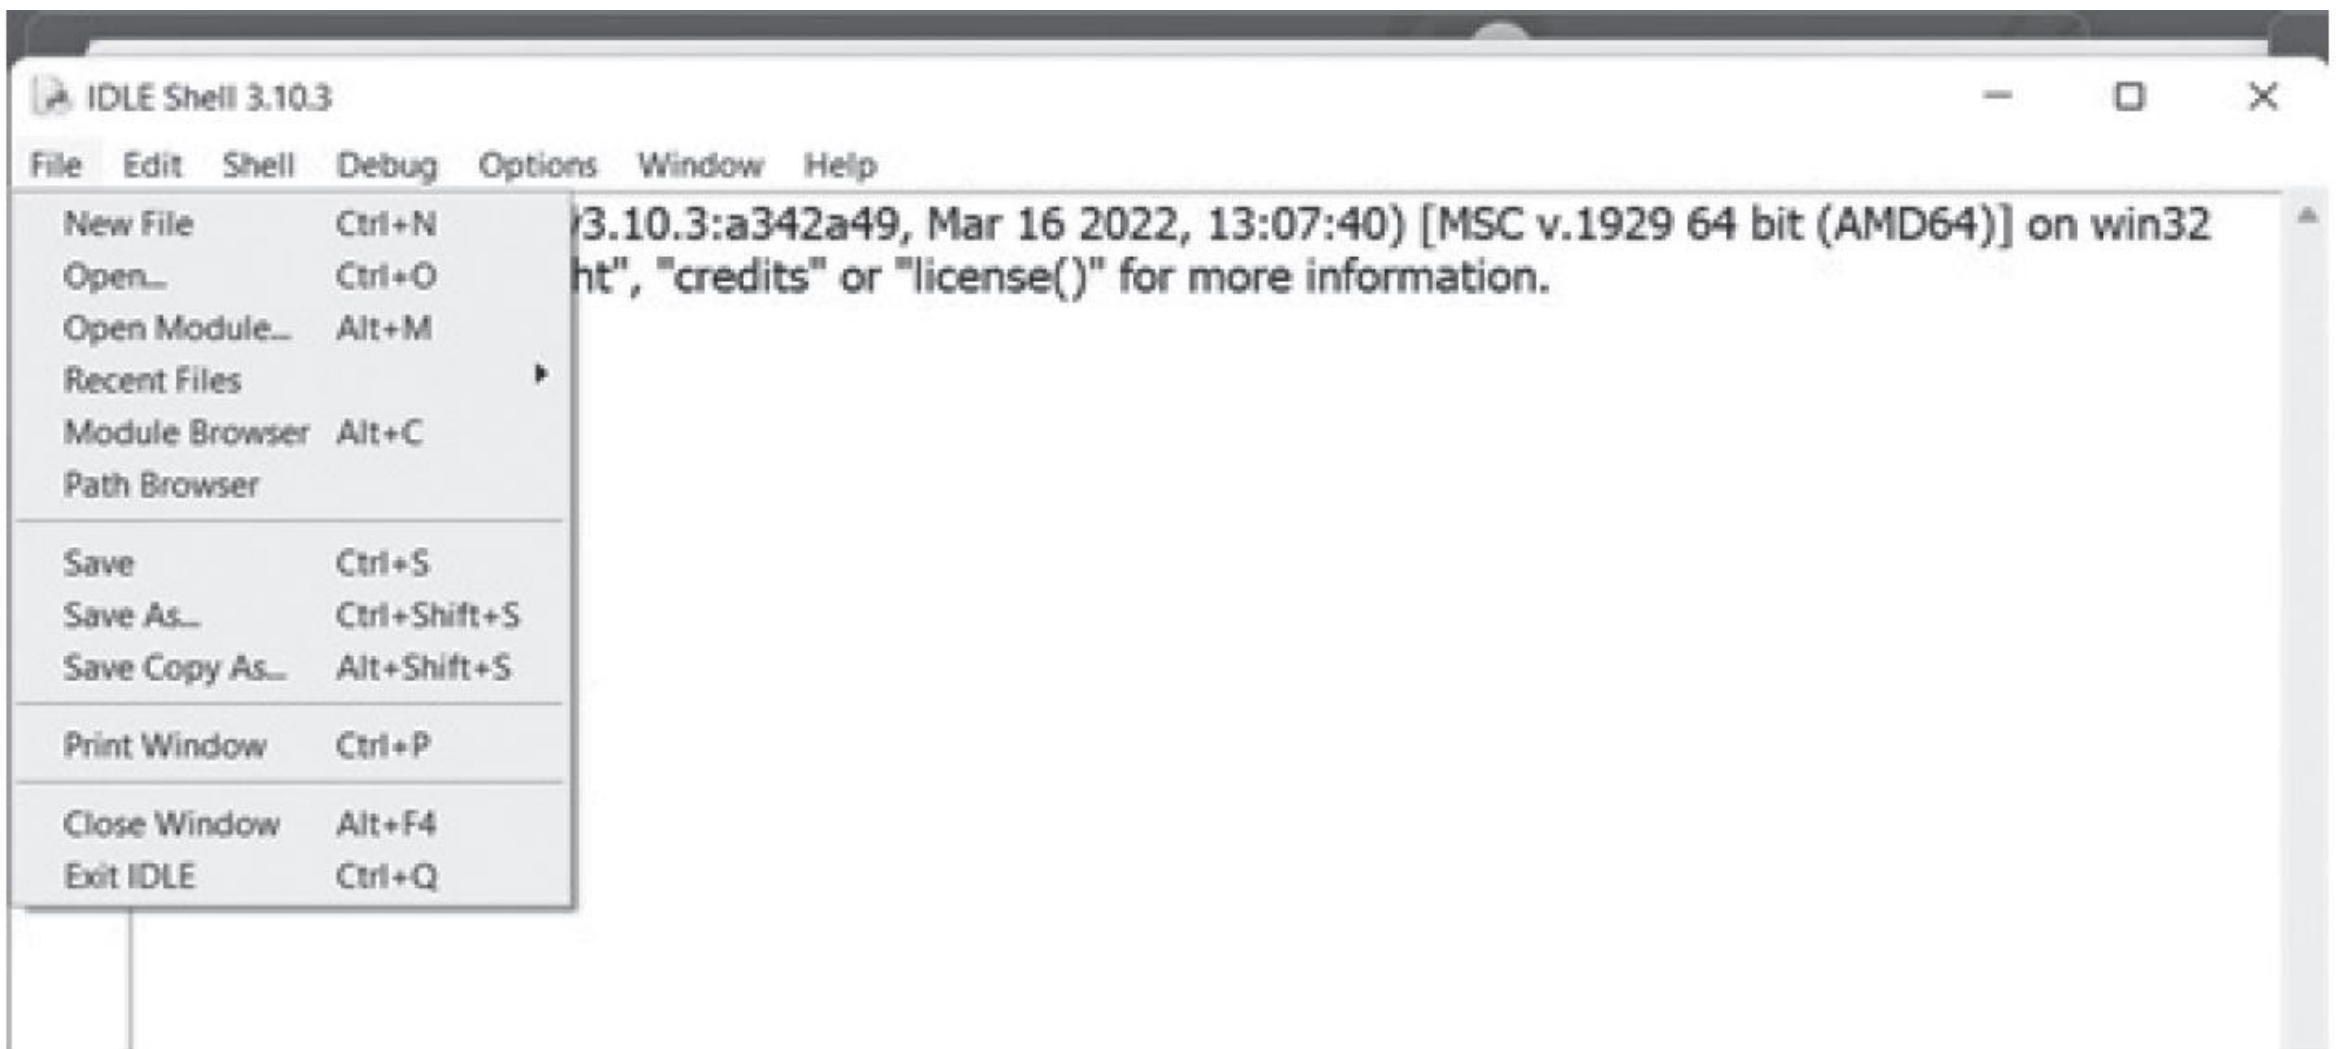 IDLE Shell 3.10.3
File Edit Shell Debug Options Window Help
New File Ctrl+N
Open... Ctrl+O
Open Module... Alt+M
Recent Files
Module Browser Alt+C
Path Browser
Save Ctrl+S
Save As... Ctrl+Shift+S
Save Copy As... Alt+Shift+S
Print Window Ctrl+P
Close Window Alt+F4
Exit IDLE Ctrl+Q
/3.10.3:a342a49, Mar 16 2022, 13:07:40) [MSC v.1929 64 bit (AMD64)] on win32
ht", "credits" or "license()" for more information.